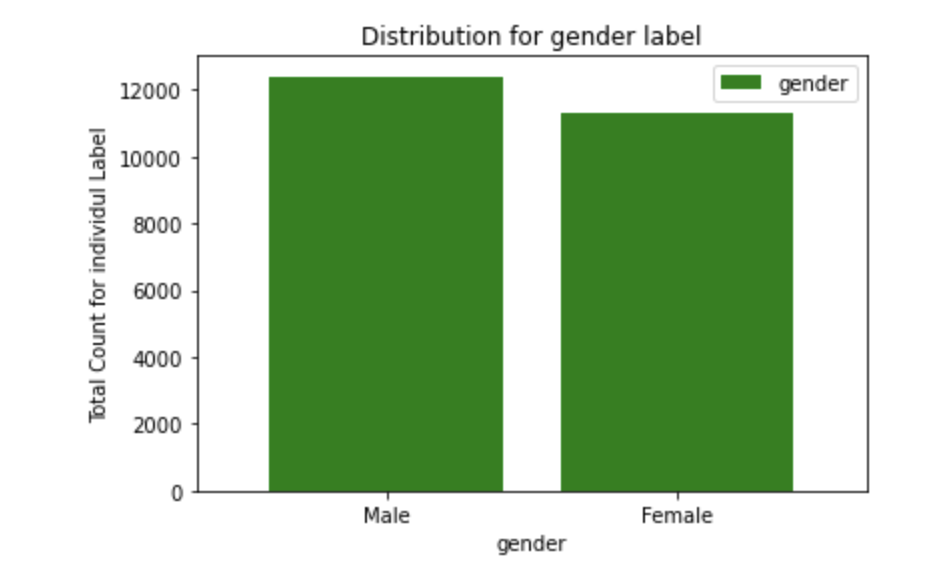 Distribution for gender label
gender
12000
10000
8000
6000
4000
2000
0
Total Count for individul Label
Male Female
gender